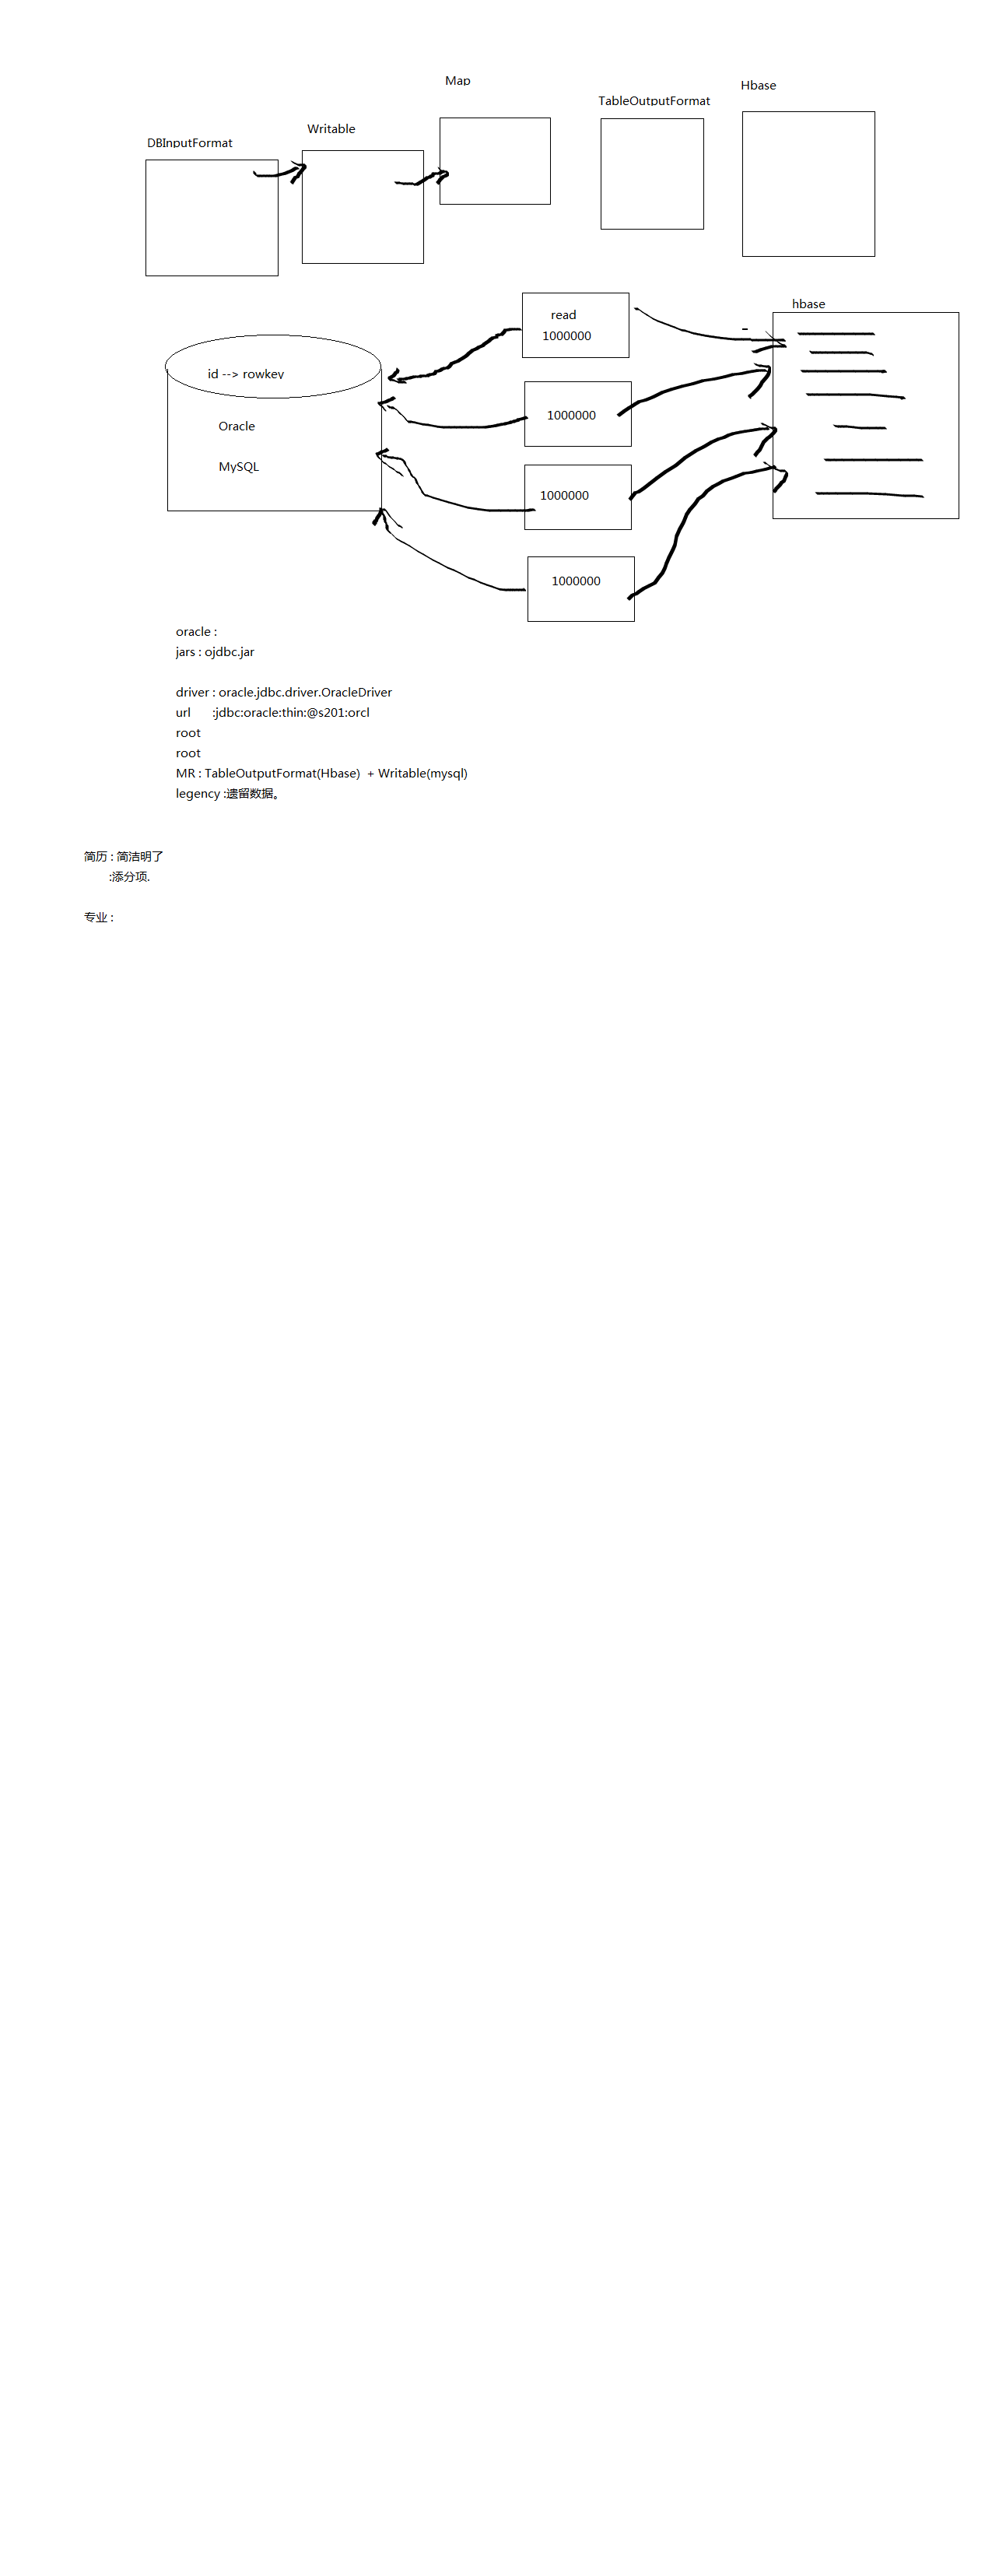 Map
Hbase
TableOutputFormat
Writable
DBInputFormat
hbase
read
1000000
id --> rowkey
1000000
Oracle
MySQL
1000000
1000000
oracle :
jars : ojdbc.jar
driver : oracle.jdbc.driver.OracleDriver
url :jdbc:oracle:thin:@s201:orcl
root
root
MR : TableOutputFormat(Hbase) + Writable(mysql)
legency :遗留数据。
简历 : 简洁明了
:添分项.
专业 :